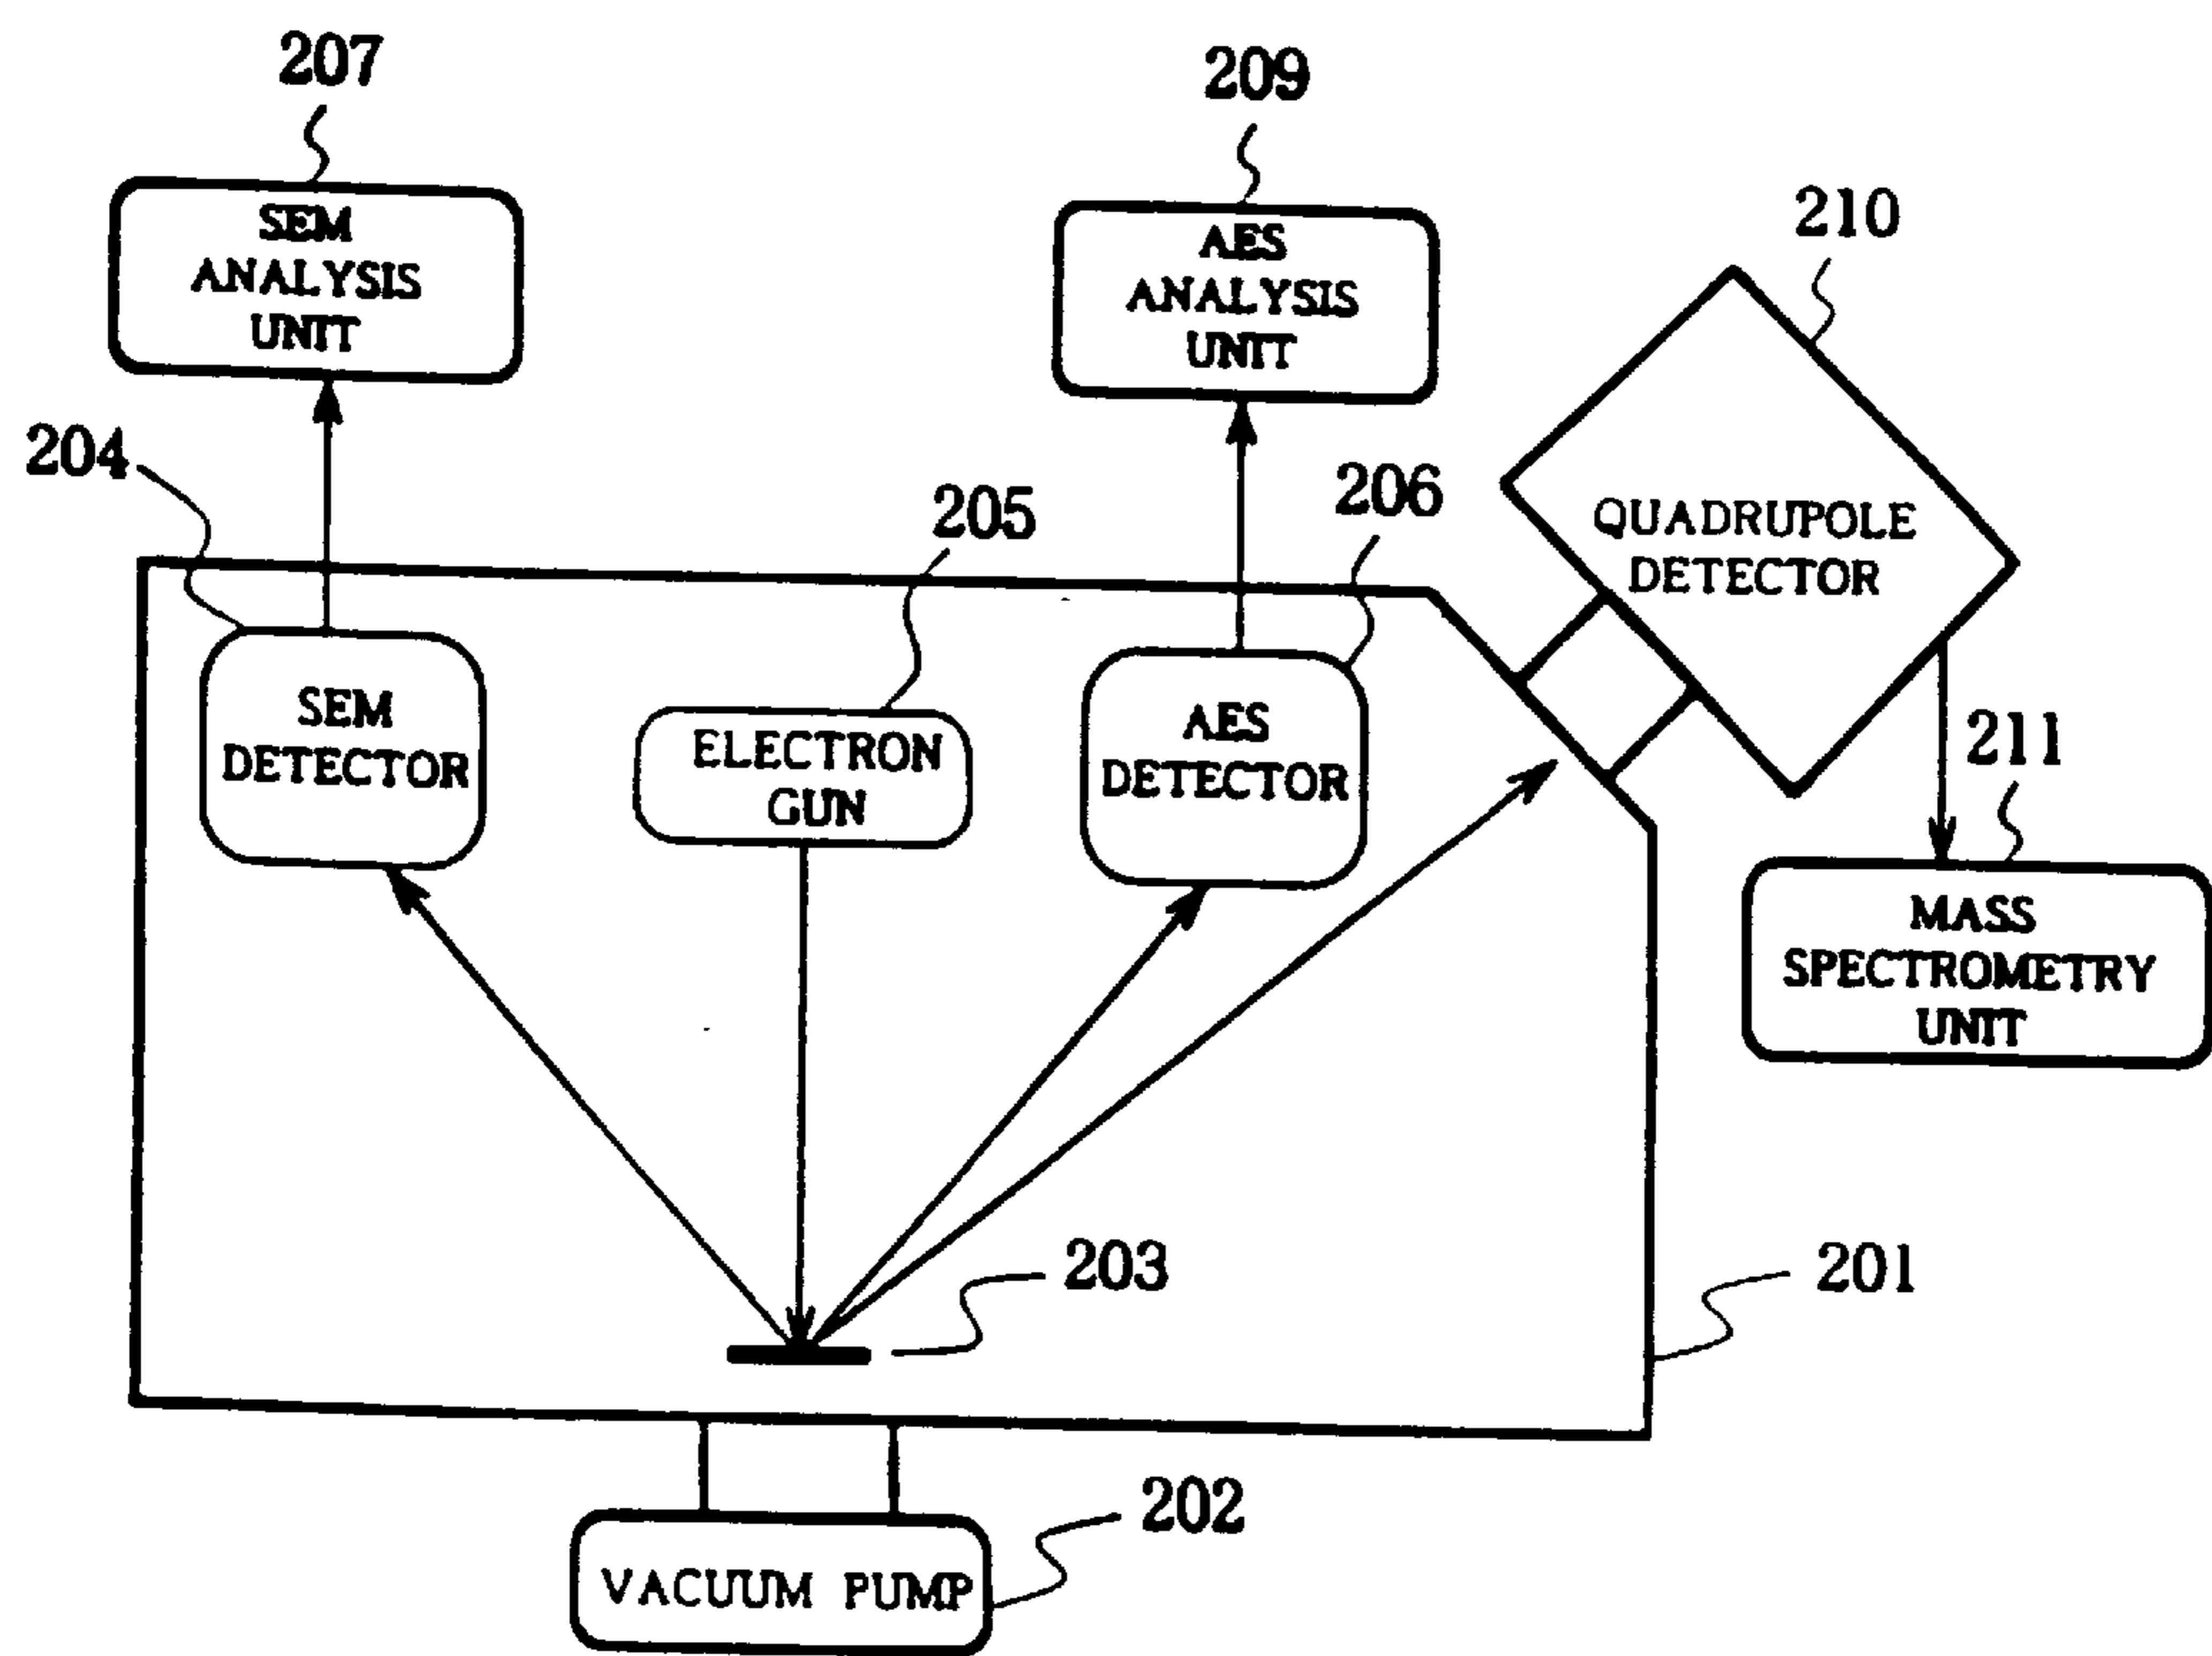 207
209
210
SEM
ANALYSIS
UNIT
AES
ANALYSIS
UNIT
204
205
206
QUADRUPOLE
DETECTOR
SEM
DETECTOR
ELECTRON
GUN
AES
DETECTOR
211
MASS
SPECTROMETRY
UNIT
203
201
202
VACUUM PUMP